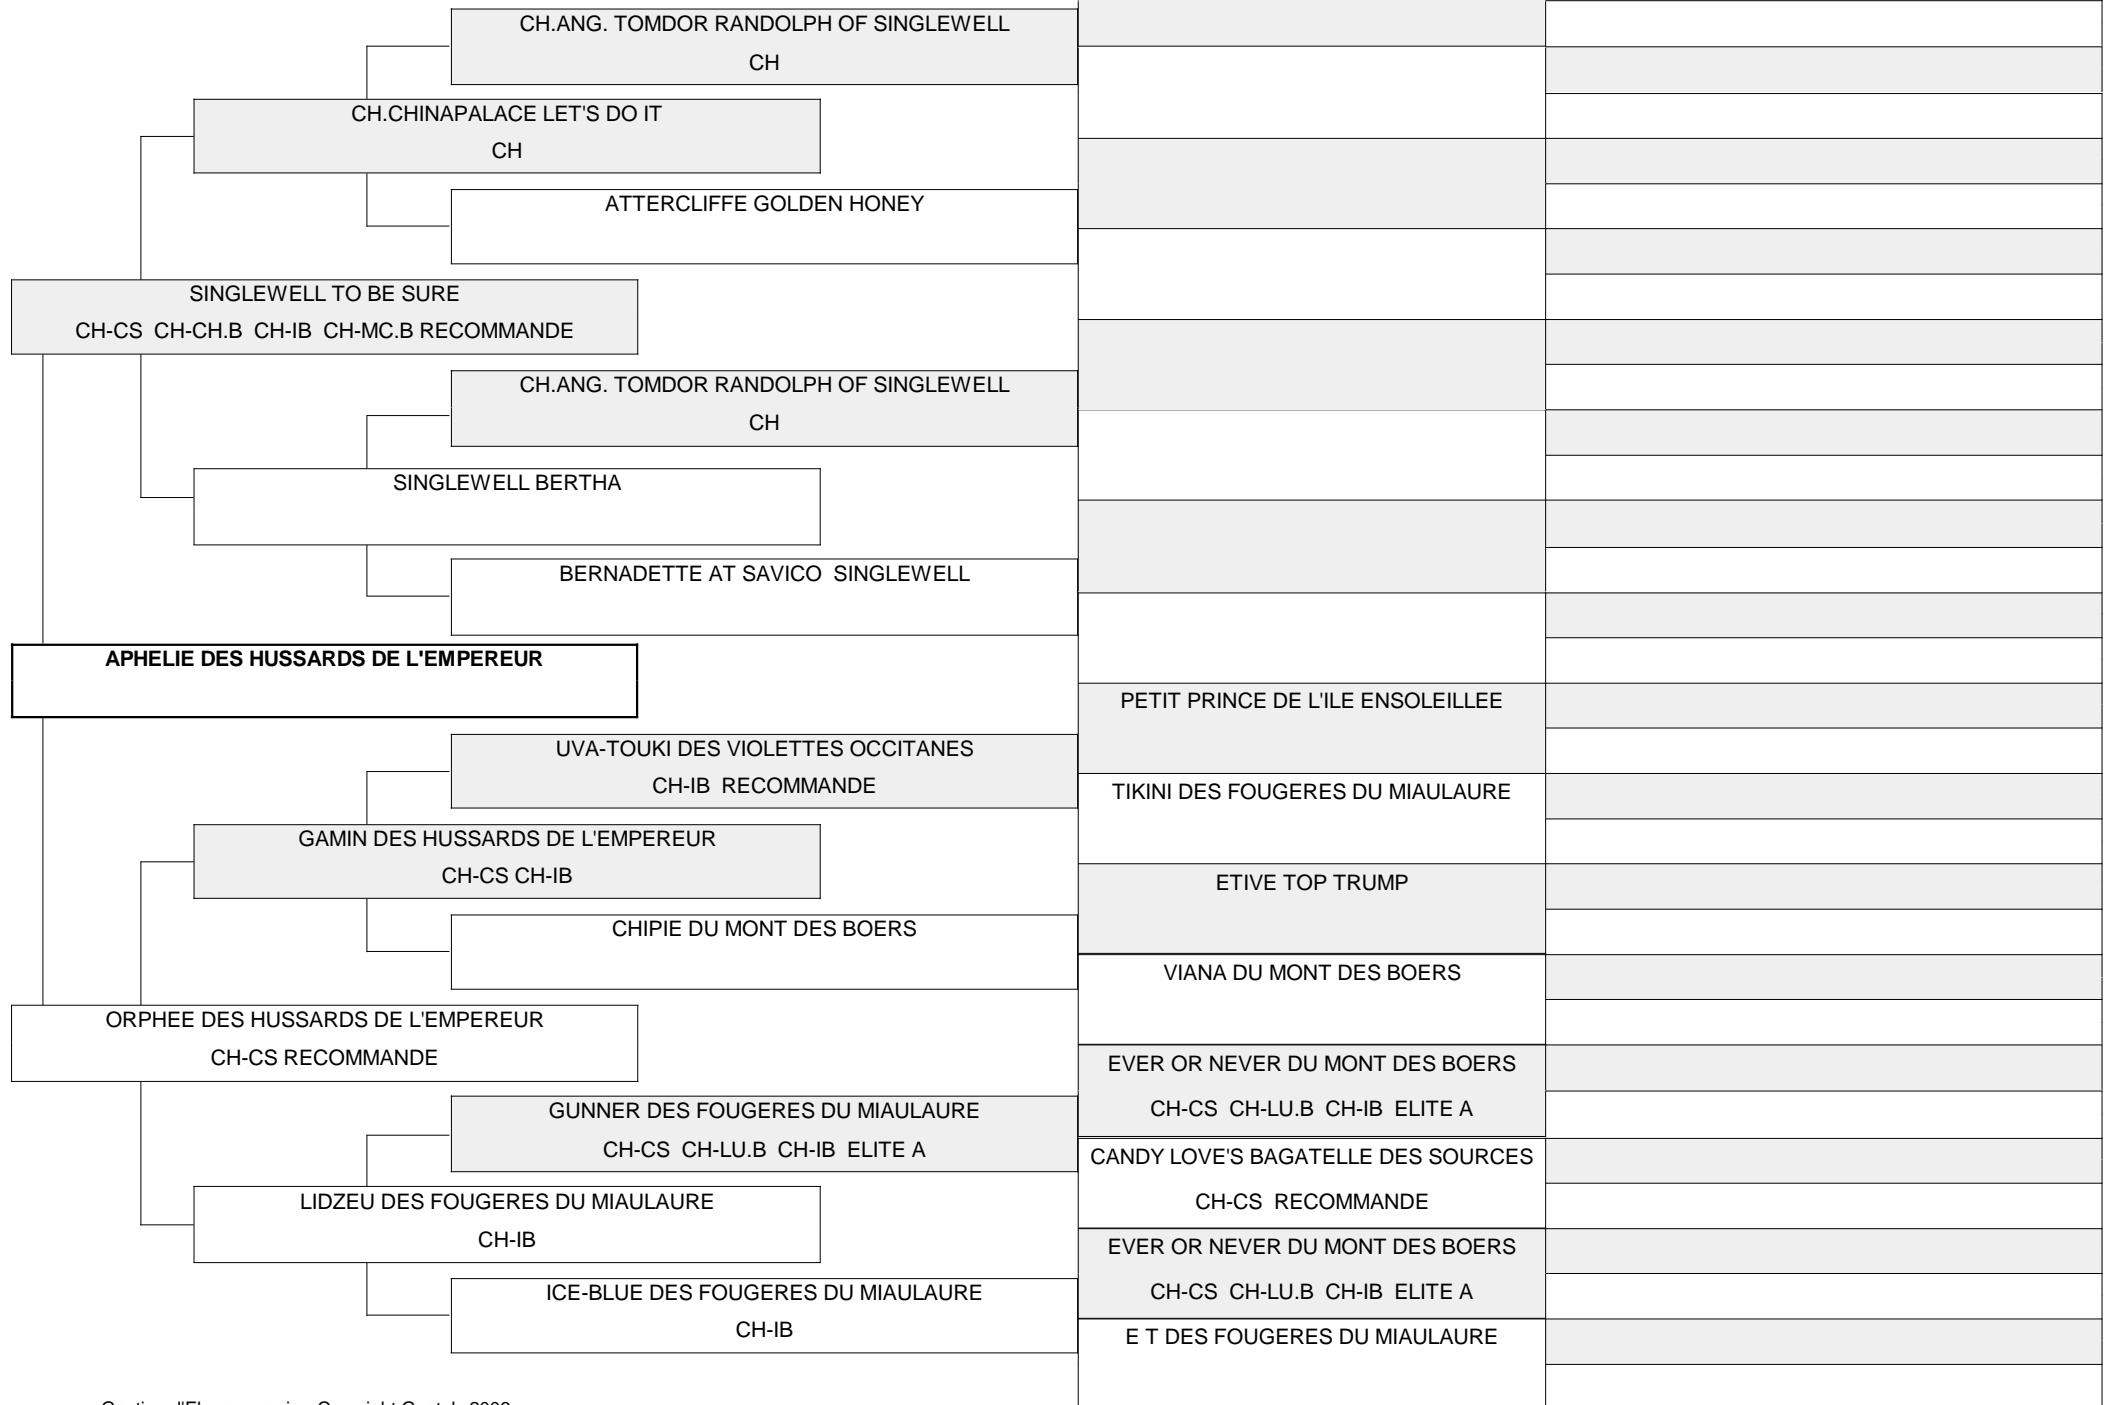 CH.ANG. TOMDOR RANDOLPH OF SINGLEWELL
CH
CH.CHINAPALACE LET'S DO IT
CH
ATTERCLIFFE GOLDEN HONEY
SINGLEWELL TO BE SURE
CH-CS CH-CH.B CH-IB CH-MC.B RECOMMANDE
CH.ANG. TOMDOR RANDOLPH OF SINGLEWELL
CH
SINGLEWELL BERTHA
BERNADETTE AT SAVICO SINGLEWELL
APHELIE DES HUSSARDS DE L'EMPEREUR
PETIT PRINCE DE L'ILE ENSOLEILLEE
UVA-TOUKI DES VIOLETTES OCCITANES
CH-IB RECOMMANDE
TIKINI DES FOUGERES DU MIAULAURE
GAMIN DES HUSSARDS DE L'EMPEREUR
CH-CS CH-IB
ETIVE TOP TRUMP
CHIPIE DU MONT DES BOERS
VIANA DU MONT DES BOERS
ORPHEE DES HUSSARDS DE L'EMPEREUR
CH-CS RECOMMANDE
EVER OR NEVER DU MONT DES BOERS
CH-CS CH-LU.B CH-IB ELITE A
GUNNER DES FOUGERES DU MIAULAURE
CH-CS CH-LU.B CH-IB ELITE A
CANDY LOVE'S BAGATELLE DES SOURCES
CH-CS RECOMMANDE
LIDZEU DES FOUGERES DU MIAULAURE
CH-IB
EVER OR NEVER DU MONT DES BOERS
CH-CS CH-LU.B CH-IB ELITE A
ICE-BLUE DES FOUGERES DU MIAULAURE
CH-IB
E T DES FOUGERES DU MIAULAURE